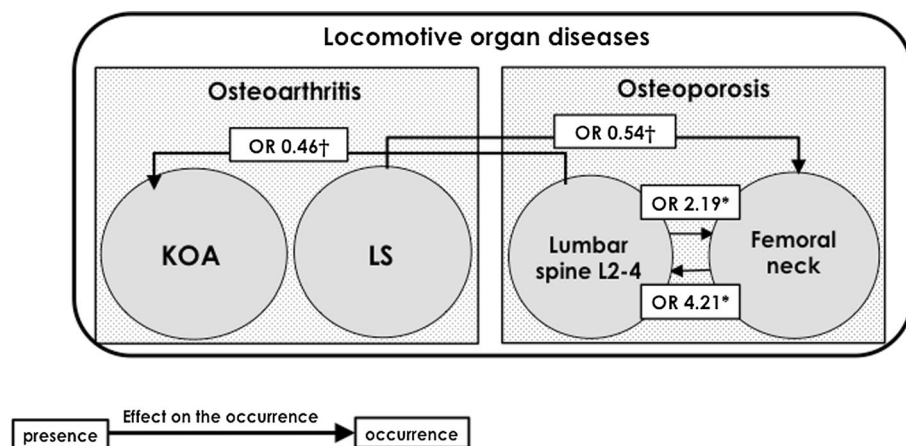 Locomotive organ diseases
Osteoarthritis
Osteoporosis
OR 0.46†
OR 0.54†
KOA
LS
Lumbar
spine L2-4
OR 2.19*
OR 4.21*
Femoral
neck
presence
Effect on the occurrence
occurrence